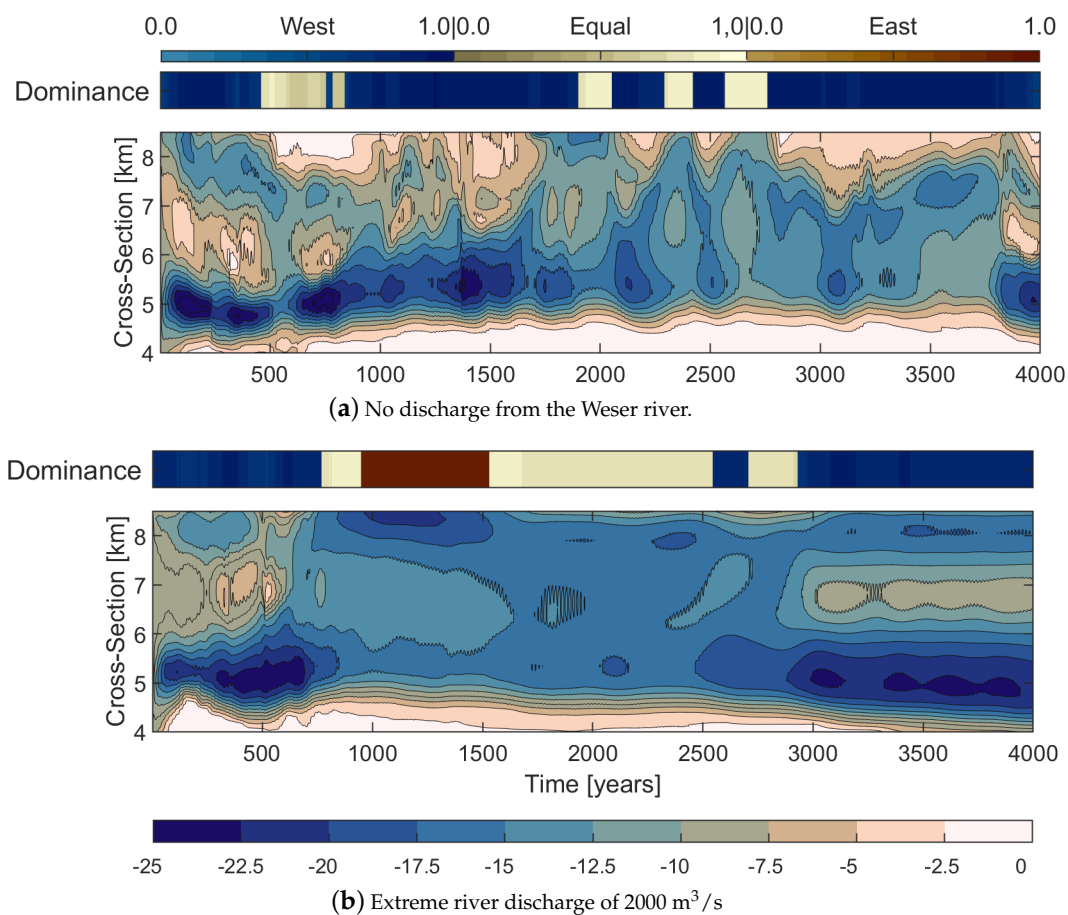 0.0 West 1.0|0.0 Equal 1,0|0.0 East 1.0
Dominance
Cross-Section [km]
8
7
6
5
4
500 1000 1500 2000 2500 3000 3500 4000
(a) No discharge from the Weser river.
Dominance
Cross-Section [km]
8
7
6
5
4
500 1000 1500 2000 2500 3000 3500 4000
Time [years]
-25 -22.5 -20 -17.5 -15 -12.5 -10 -7.5 -5 -2.5 0
(b) Extreme river discharge of 2000 m³/s